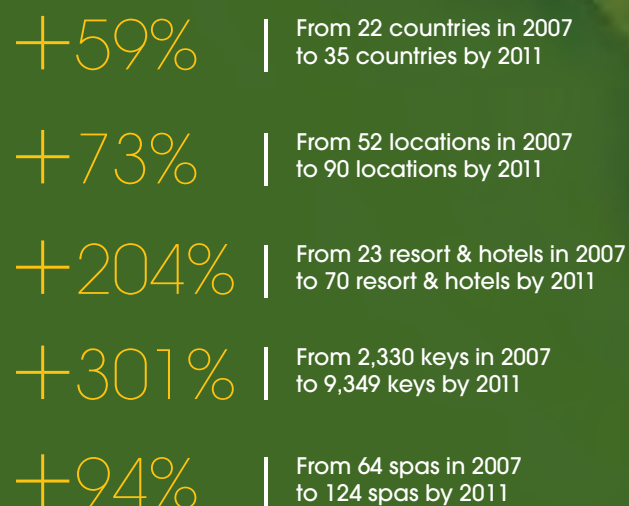 +59%
From 22 countries in 2007
to 35 countries by 2011
+73%
From 52 locations in 2007
to 90 locations by 2011
+204%
From 23 resort & hotels in 2007
to 70 resort & hotels by 2011
+301%
From 2,330 keys in 2007
to 9,349 keys by 2011
+94%
From 64 spas in 2007
to 124 spas by 2011